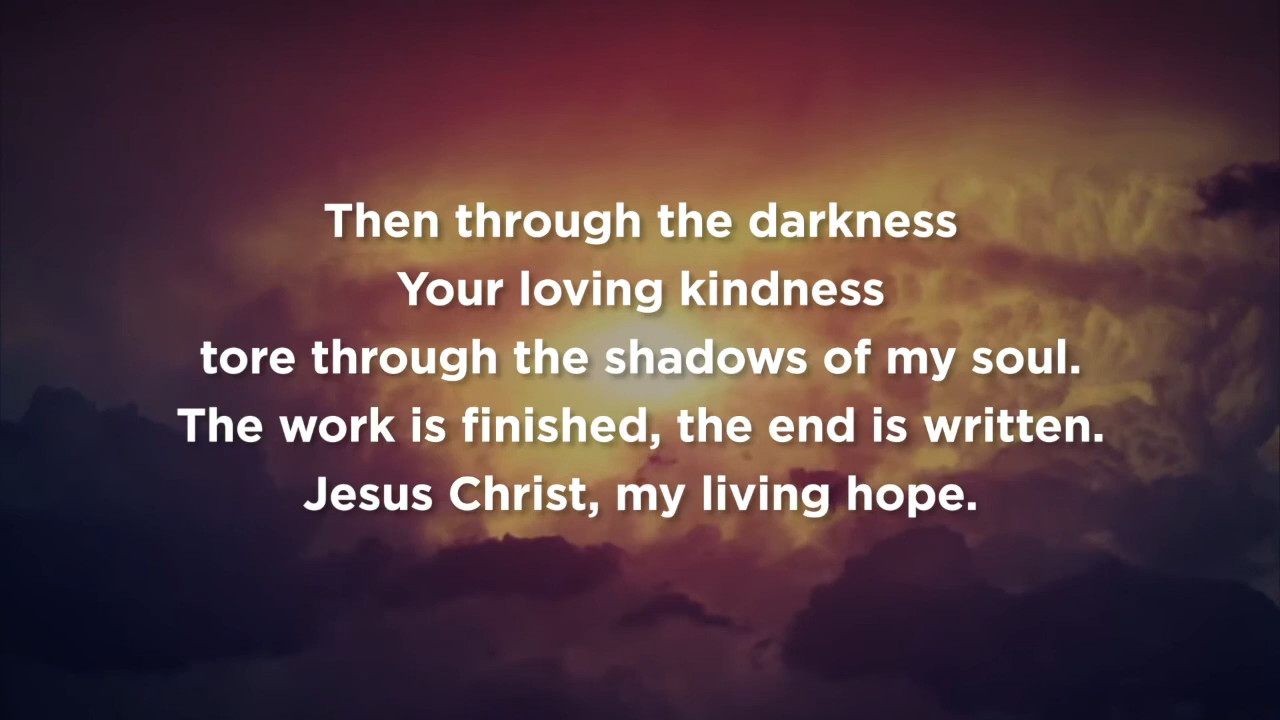 Then through the darkness
Your loving kindness
tore through the shadows of my soul.
The work is finished, the end is written.
Jesus Christ, my living hope.